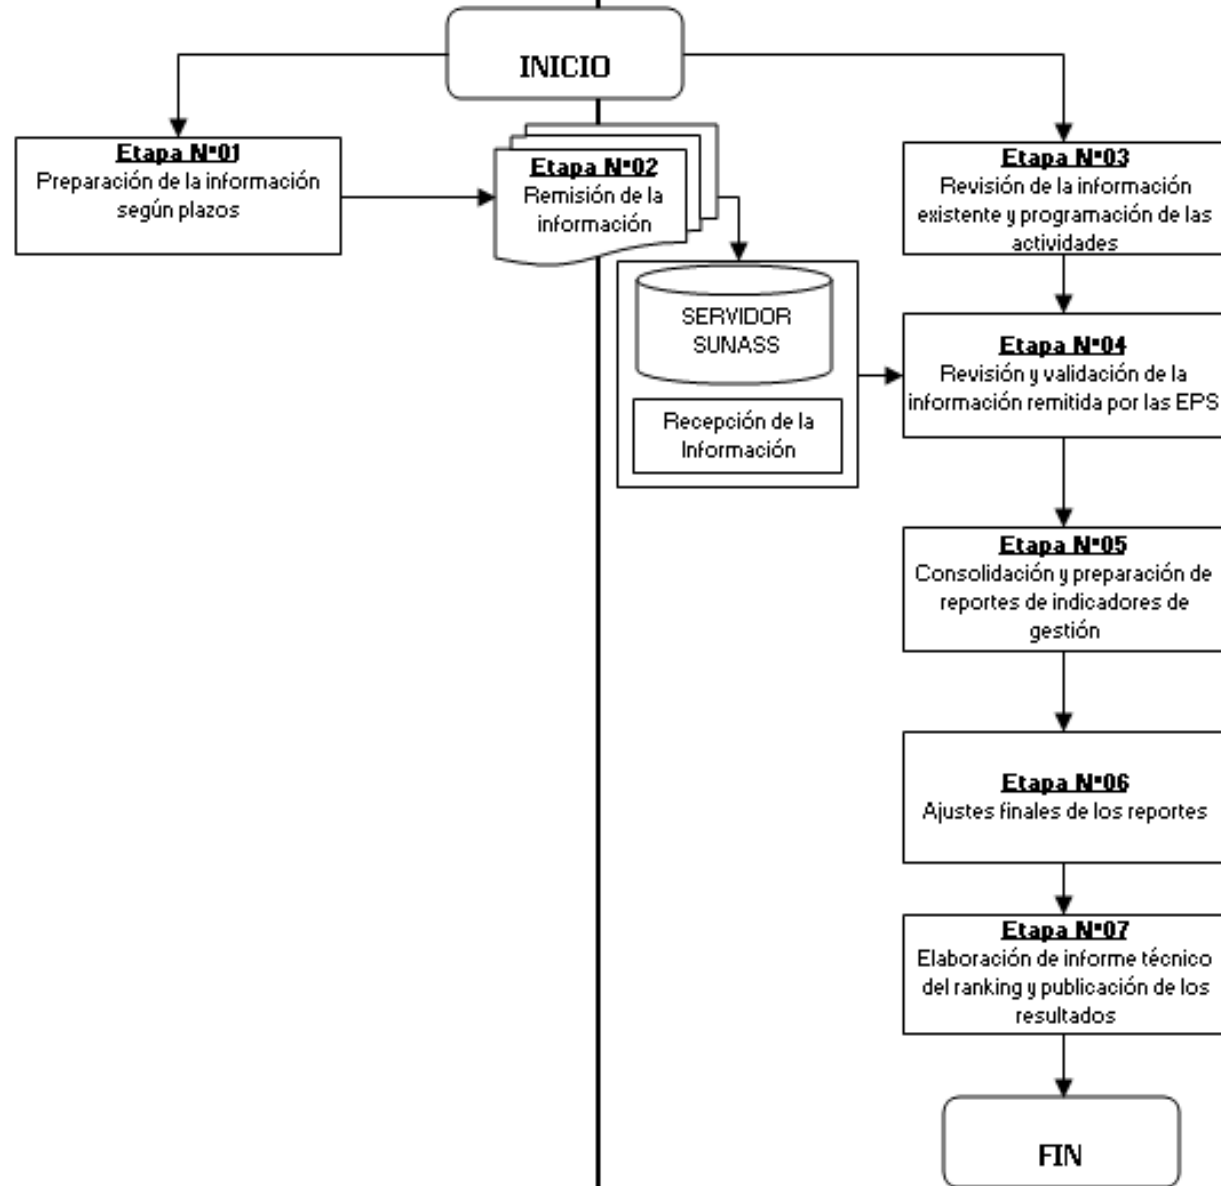 INICIO
Etapa N°01
Preparación de la información
según plazos
Etapa N°02
Remisión de la
información
Etapa N°03
Revisión de la información
existente y programación de las
actividades
SERVIDOR
SUNASS
Recepción de la
Información
Etapa N°04
Revisión y validación de la
información remitida por las EPS
Etapa N°05
Consolidación y preparación de
reportes de indicadores de
gestión
Etapa N°06
Ajustes finales de los reportes
Etapa N°07
Elaboración de informe técnico
del ranking y publicación de los
resultados
FIN